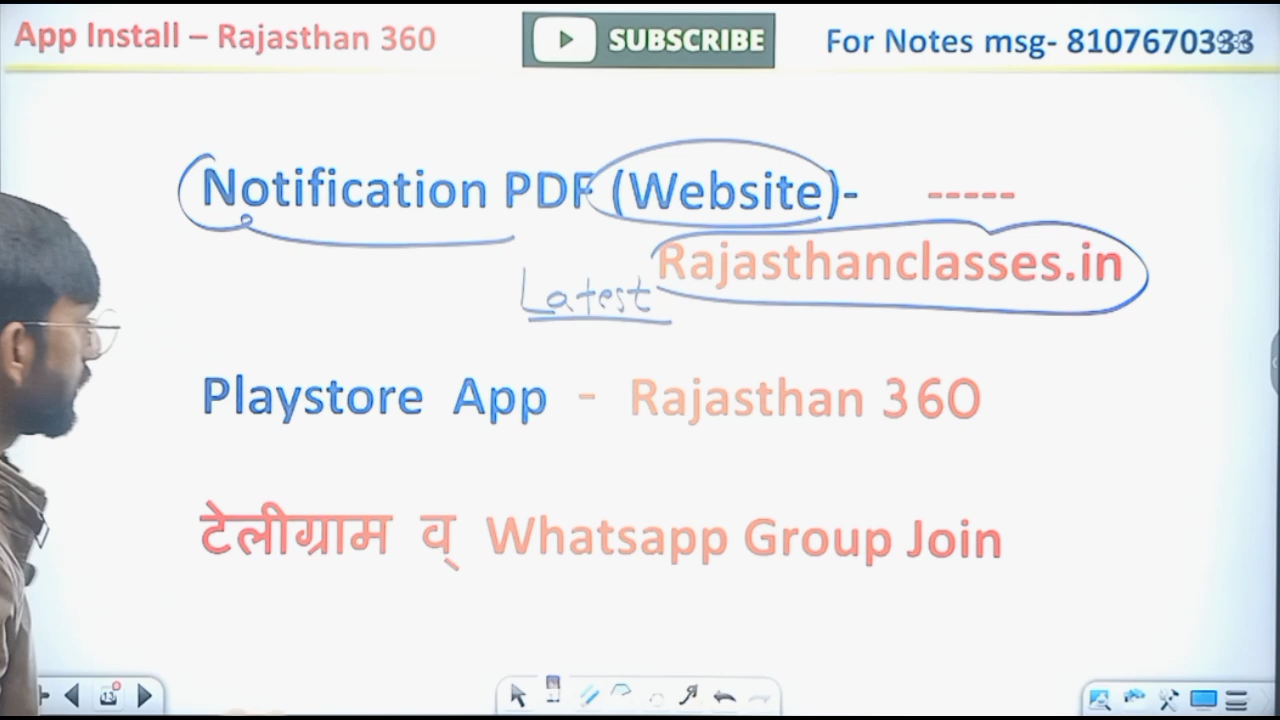 App Install – Rajasthan 360
SUBSCRIBE
For Notes msg- 8107670333
Notification PDF (Website)- -----
Rajasthanclasses.in
Latest
Playstore App - Rajasthan 360
टेलीग्राम व् Whatsapp Group Join
13